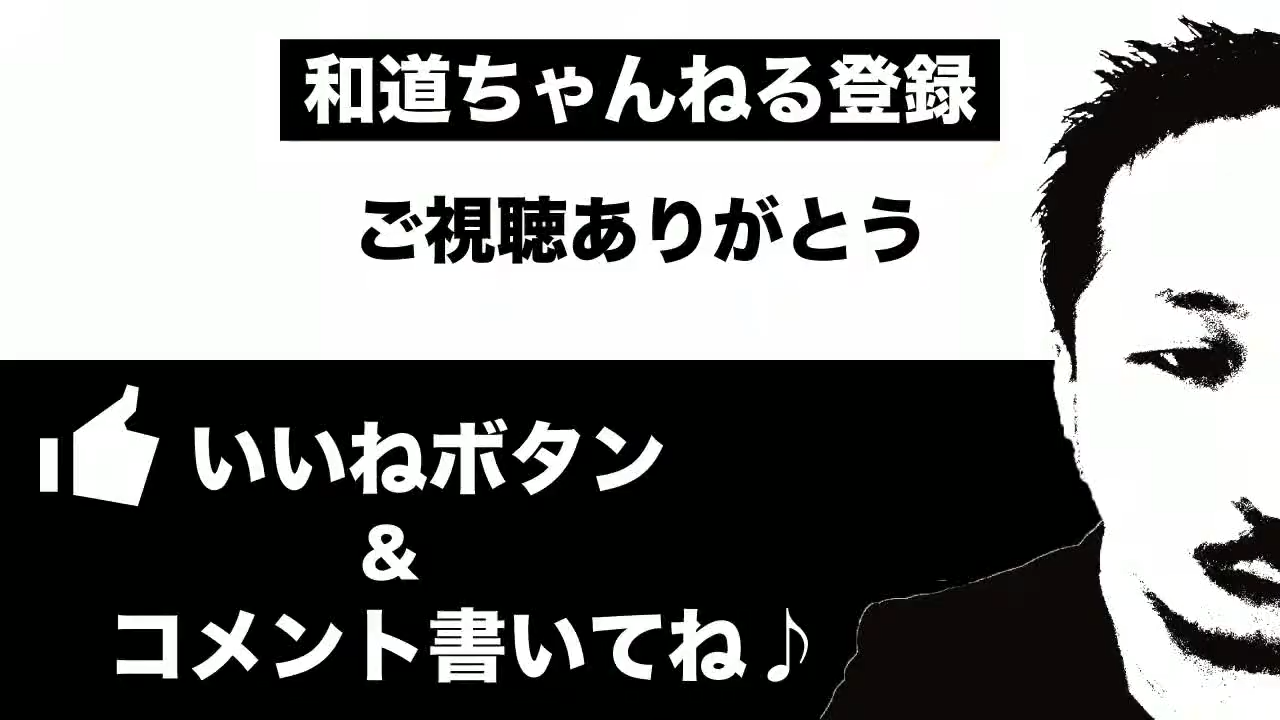 和道ちゃんねる登録
ご視聴ありがとう
いいねボタン
&
コメント書いてね♪